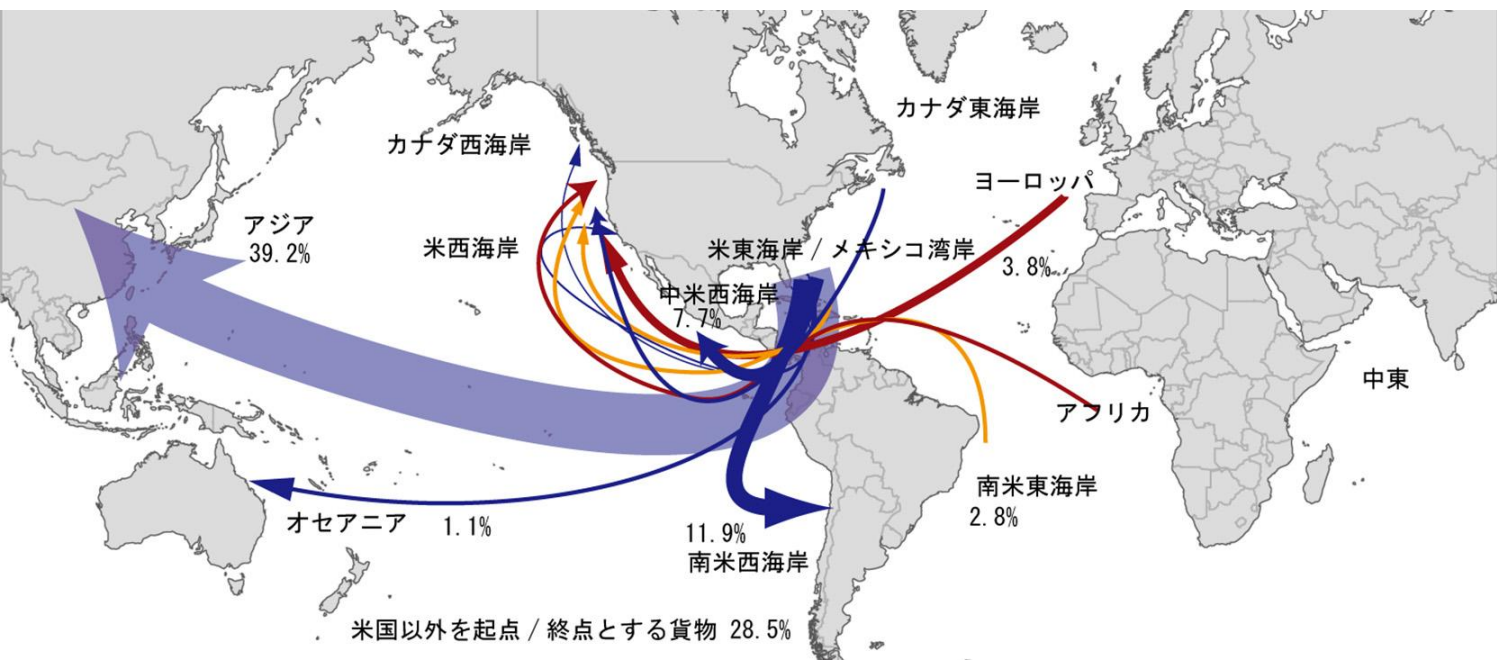 カナダ東海岸
カナダ西海岸
ヨーロッパ
3.8%
アジア
39.2%
米西海岸
米東海岸 / メキシコ湾岸
中米西海岸
7.7%
中東
アフリカ
南米東海岸
2.8%
オセアニア
1.1%
11.9%
南米西海岸
米国以外を起点 / 終点とする貨物 28.5%